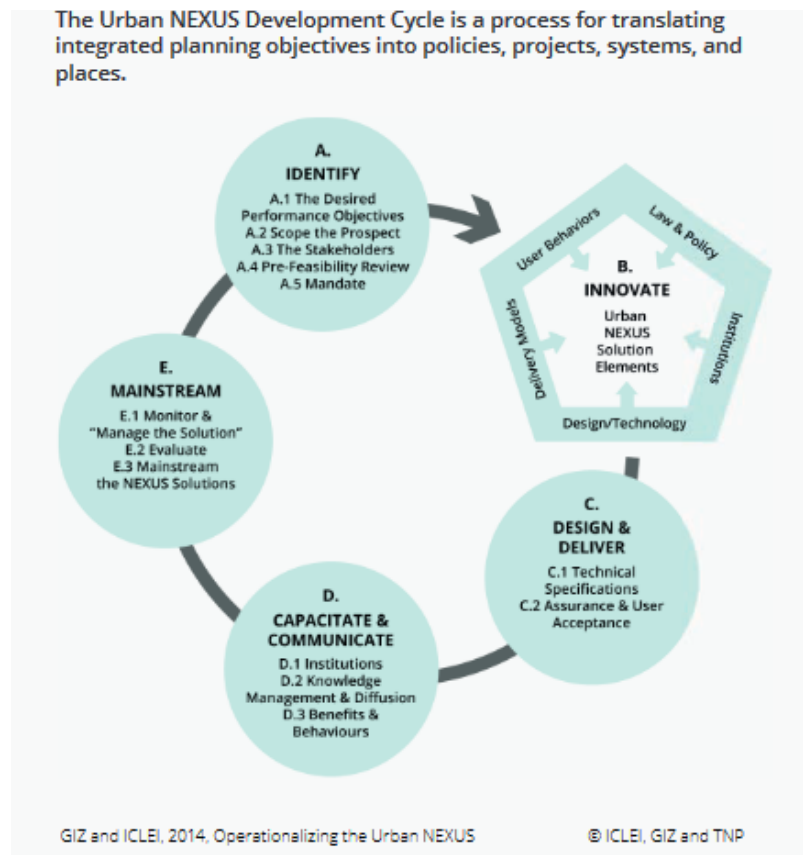 The Urban NEXUS Development Cycle is a process for translating
integrated planning objectives into policies, projects, systems, and
places.
A.
IDENTIFY
A.1 The Desired
Performance Objectives
A.2 Scope the Prospect
A.3 The Stakeholders
A.4 Pre-Feasibility Review
A.5 Mandate
User Behaviors
Law & Policy
Institutions
Design/Technology
Delivery Models
B.
INNOVATE
Urban
NEXUS
Solution
Elements
C.
DESIGN &
DELIVER
C.1 Technical
Specifications
C.2 Assurance & User
Acceptance
D.
CAPACITATE &
COMMUNICATE
D.1 Institutions
D.2 Knowledge
Management & Diffusion
D.3 Benefits &
Behaviours
E.
MAINSTREAM
E.1 Monitor &
“Manage the Solution”
E.2 Evaluate
E.3 Mainstream
the NEXUS Solutions
GIZ and ICLEI, 2014, Operationalizing the Urban NEXUS
© ICLEI, GIZ and TNP